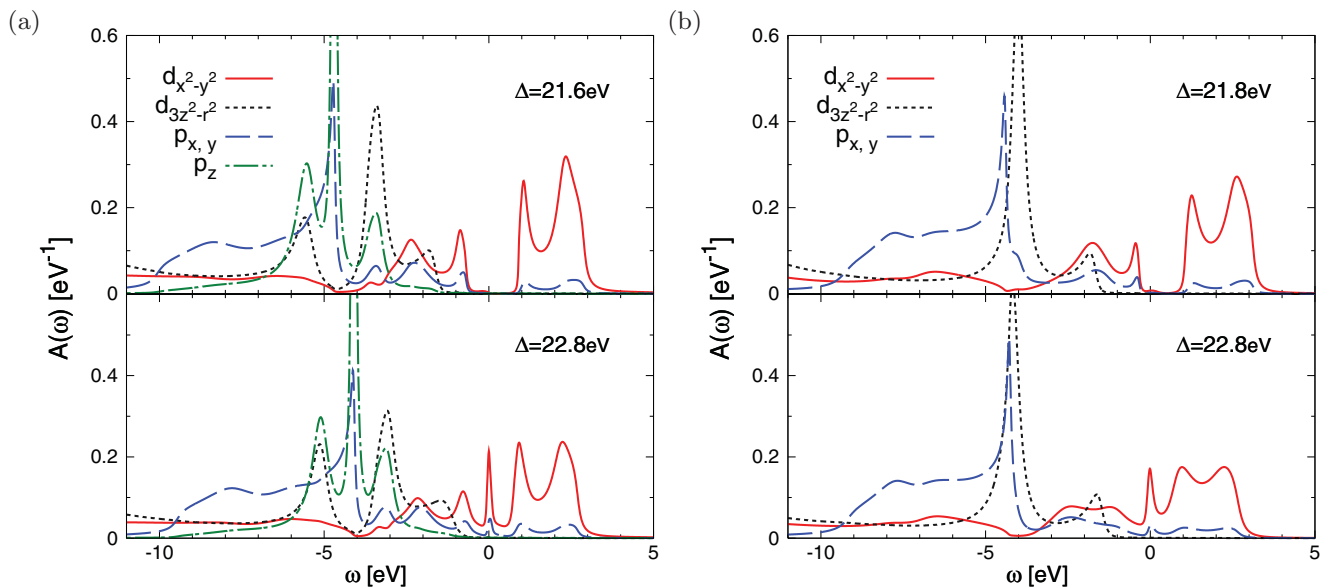 (a)
A(ω) [eV⁻¹]
0.6
0.4
0.2
0
0.4
0.2
0
d_{x²-y²}
d_{3z²-r²}
p_{x, y}
p_z
Δ=21.6eV
Δ=22.8eV
-10
-5
0
5
ω [eV]
(b)
A(ω) [eV⁻¹]
0.6
0.4
0.2
0
0.4
0.2
0
d_{x²-y²}
d_{3z²-r²}
p_{x, y}
Δ=21.8eV
Δ=22.8eV
-10
-5
0
5
ω [eV]